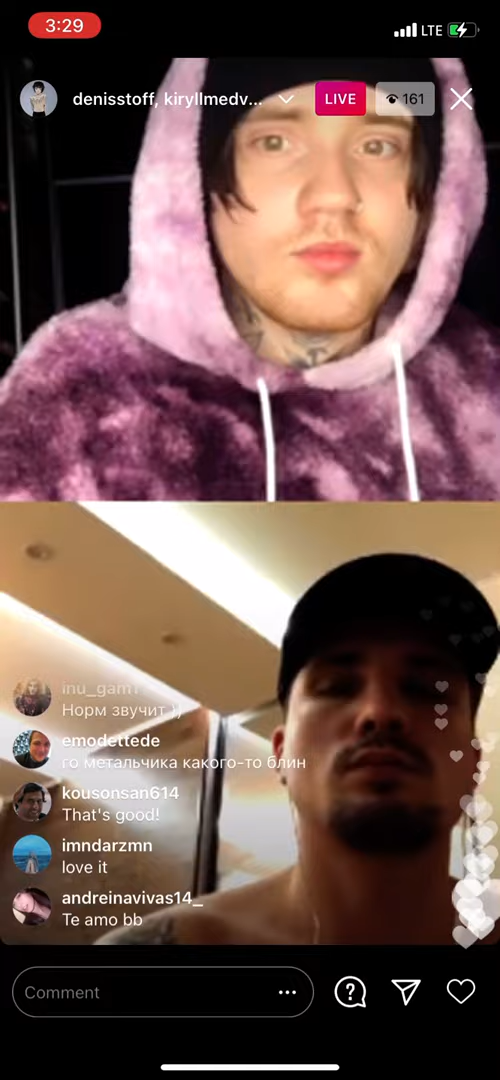 3:29
LTE
denisstoff, kiryllmedv...
LIVE
161
inu_gam1
Норм звучит ))
emodettede
го метальчика какого-то блин
kousonsan614
That's good!
imndarzmn
love it
andreinavivas14_
Te amo bb
Comment